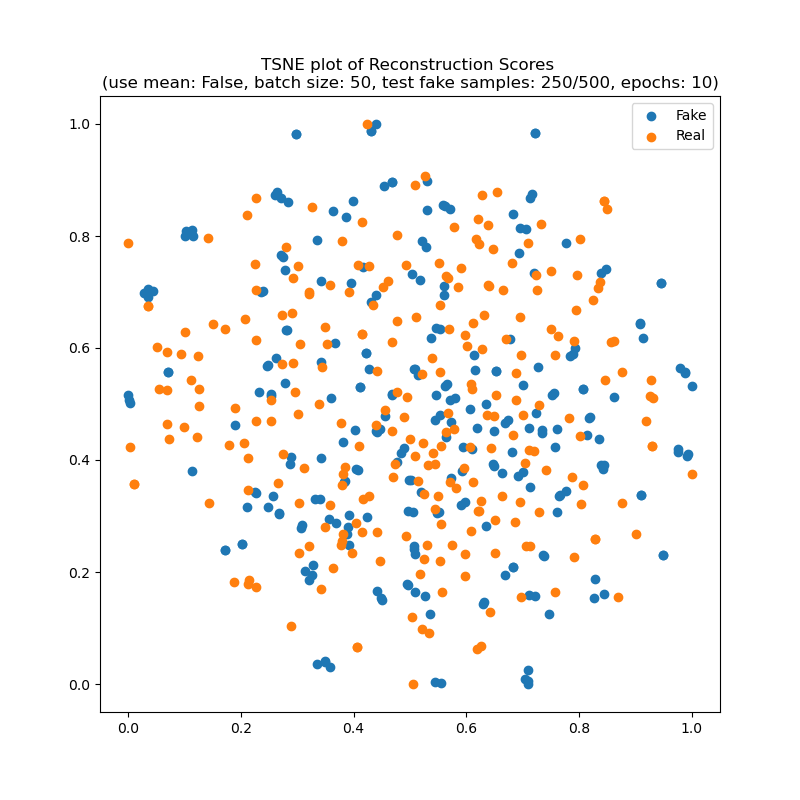 TSNE plot of Reconstruction Scores
(use mean: False, batch size: 50, test fake samples: 250/500, epochs: 10)
Fake
Real
1.0
0.8
0.6
0.4
0.2
0.0
0.0 0.2 0.4 0.6 0.8 1.0